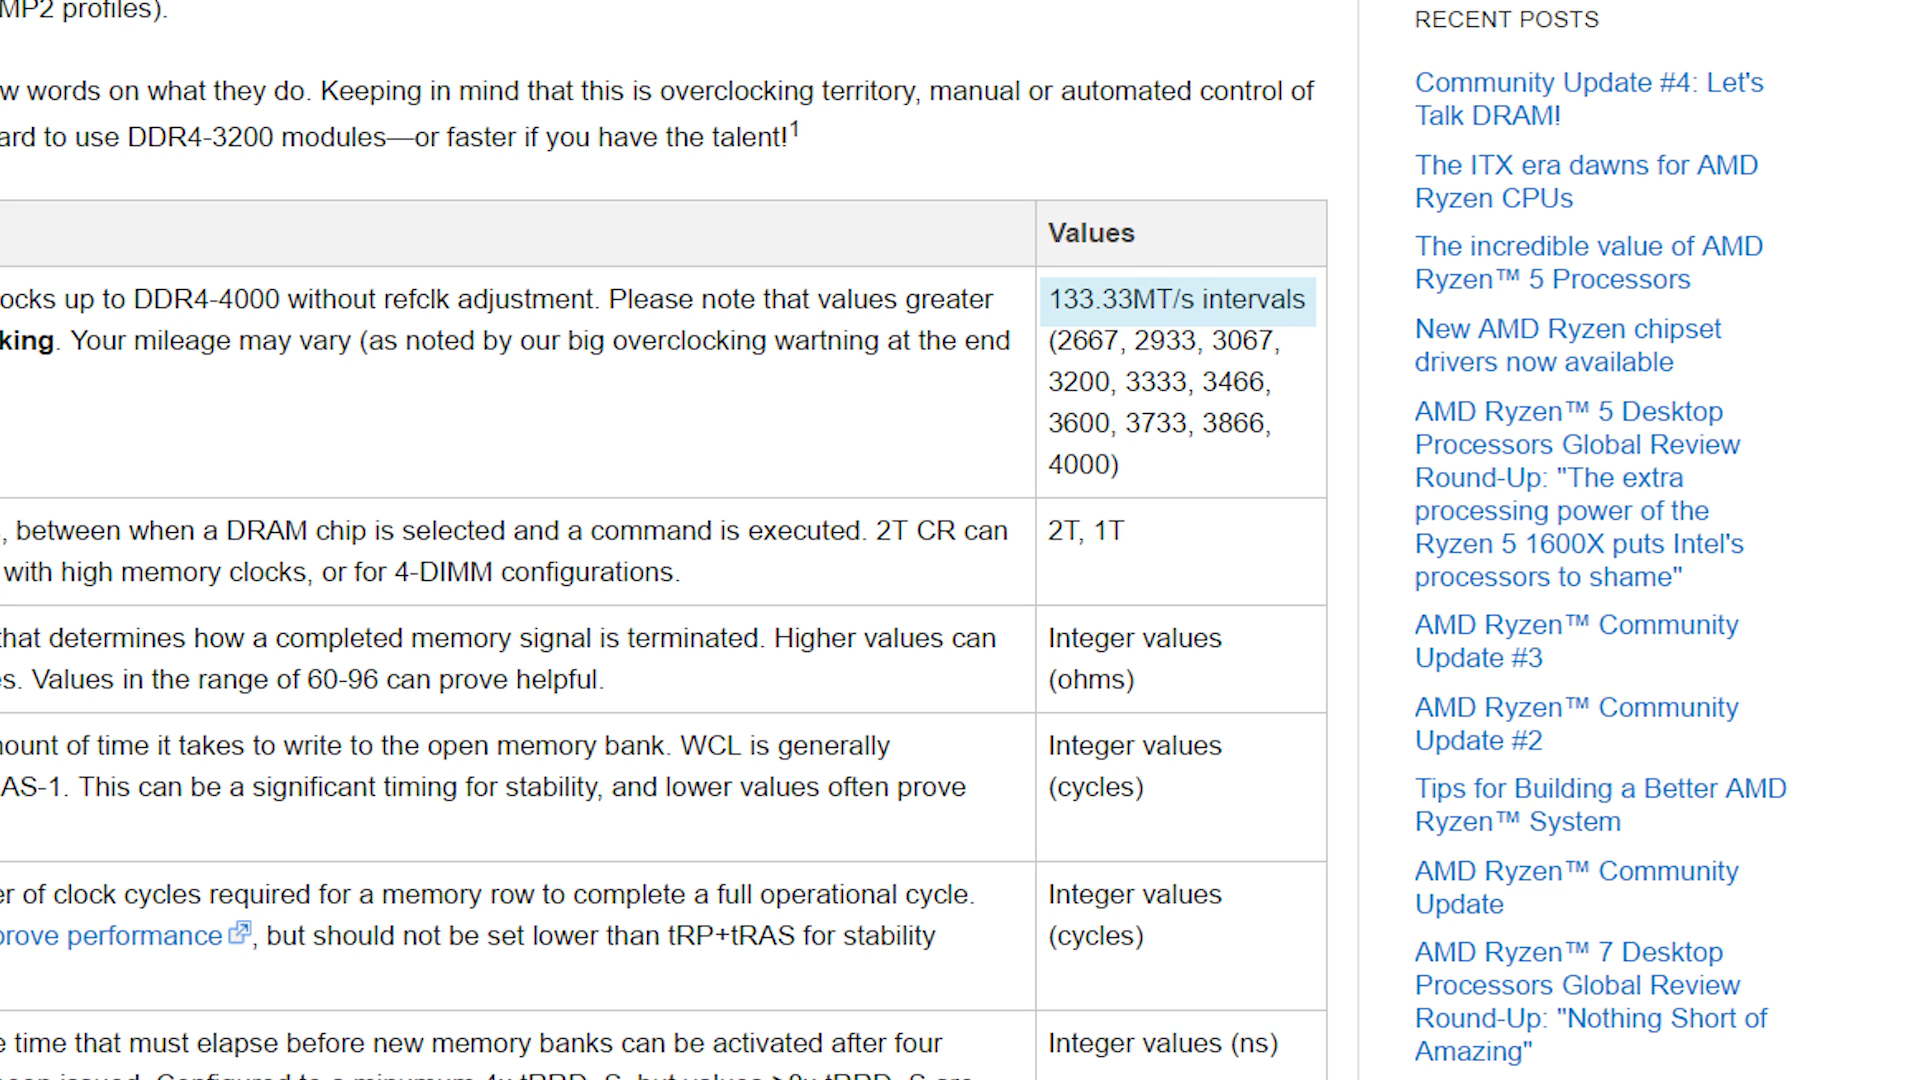 MP2 profiles).
w words on what they do. Keeping in mind that this is overclocking territory, manual or automated control of
ard to use DDR4-3200 modules—or faster if you have the talent!1
Values
ocks up to DDR4-4000 without refclk adjustment. Please note that values greater
king. Your mileage may vary (as noted by our big overclocking wartning at the end
133.33MT/s intervals
(2667, 2933, 3067,
3200, 3333, 3466,
3600, 3733, 3866,
4000)
, between when a DRAM chip is selected and a command is executed. 2T CR can
with high memory clocks, or for 4-DIMM configurations.
2T, 1T
that determines how a completed memory signal is terminated. Higher values can
s. Values in the range of 60-96 can prove helpful.
Integer values
(ohms)
ount of time it takes to write to the open memory bank. WCL is generally
AS-1. This can be a significant timing for stability, and lower values often prove
Integer values
(cycles)
er of clock cycles required for a memory row to complete a full operational cycle.
prove performance, but should not be set lower than tRP+tRAS for stability
Integer values
(cycles)
e time that must elapse before new memory banks can be activated after four
Integer values (ns)
RECENT POSTS
Community Update #4: Let's
Talk DRAM!
The ITX era dawns for AMD
Ryzen CPUs
The incredible value of AMD
Ryzen™ 5 Processors
New AMD Ryzen chipset
drivers now available
AMD Ryzen™ 5 Desktop
Processors Global Review
Round-Up: "The extra
processing power of the
Ryzen 5 1600X puts Intel's
processors to shame"
AMD Ryzen™ Community
Update #3
AMD Ryzen™ Community
Update #2
Tips for Building a Better AMD
Ryzen™ System
AMD Ryzen™ Community
Update
AMD Ryzen™ 7 Desktop
Processors Global Review
Round-Up: "Nothing Short of
Amazing"